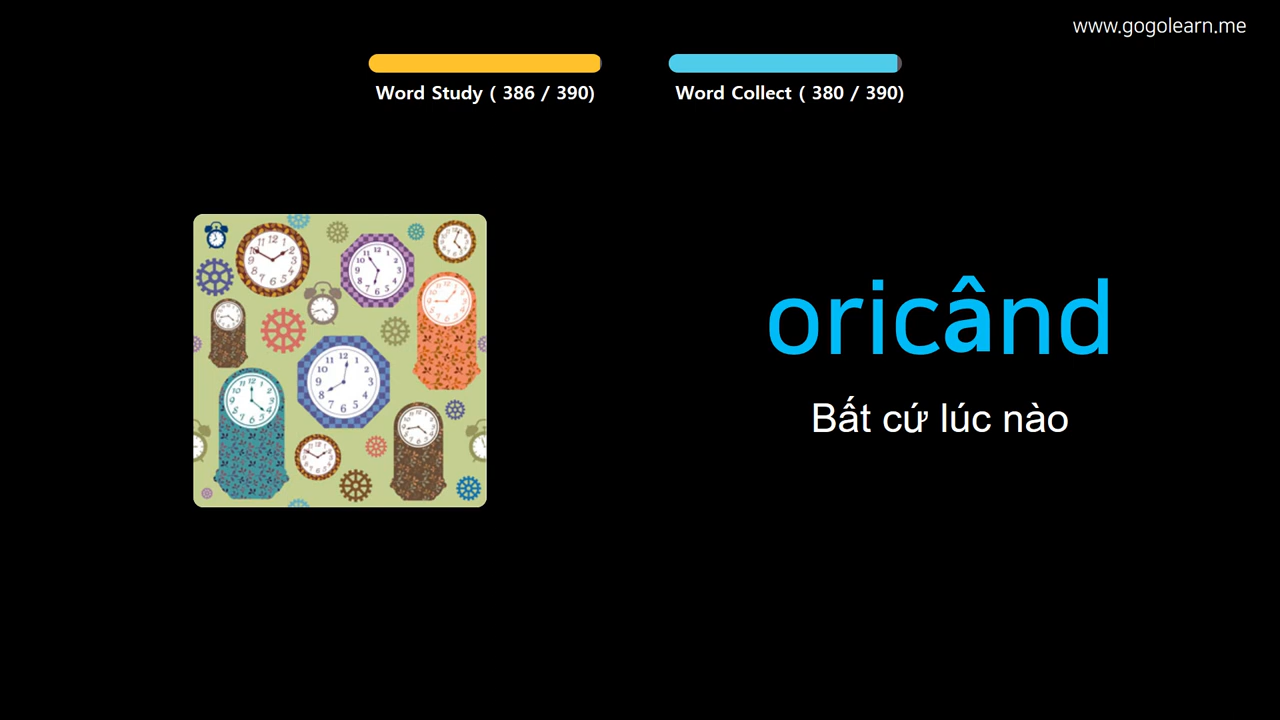 www.gogolearn.me
Word Study ( 386 / 390)
Word Collect ( 380 / 390)
oricând
Bất cứ lúc nào